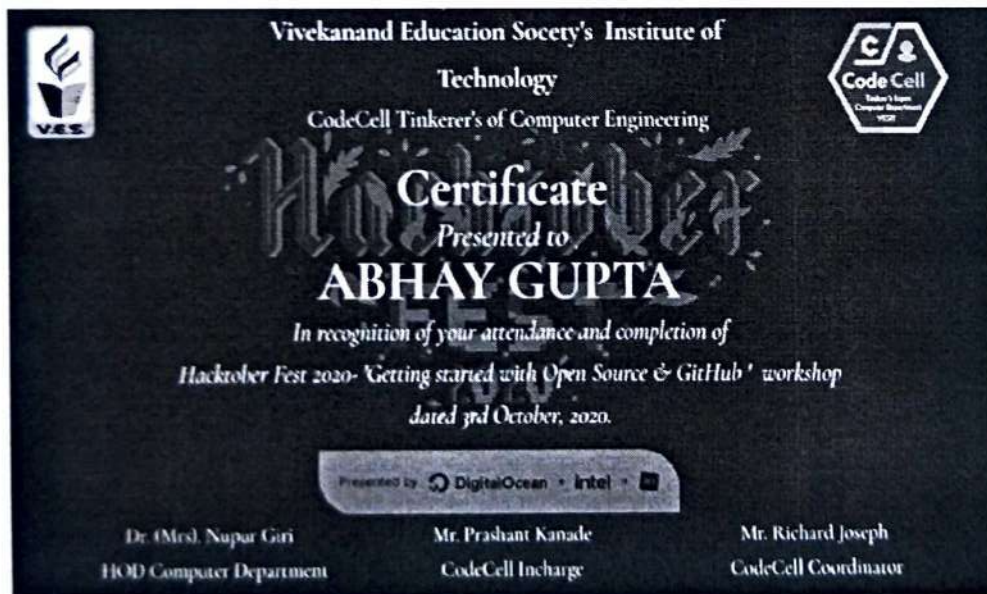 V.E.S.
Vivekanand Education Socety's Institute of
Technology
Code Cell
CodeCell Tinkerer's of Computer Engineering
Hacktober
FEST
Certificate
Presented to
ABHAY GUPTA
In recognition of your attendance and completion of
Hacktober Fest 2020- 'Getting started with Open Source & GitHub ' workshop
dated 3rd October, 2020.
Presented by DigitalOcean • intel •
Dr. (Mrs). Nupur Giri Mr. Prashant Kanade Mr. Richard Joseph
HOD Computer Department CodeCell Incharge CodeCell Coordinator